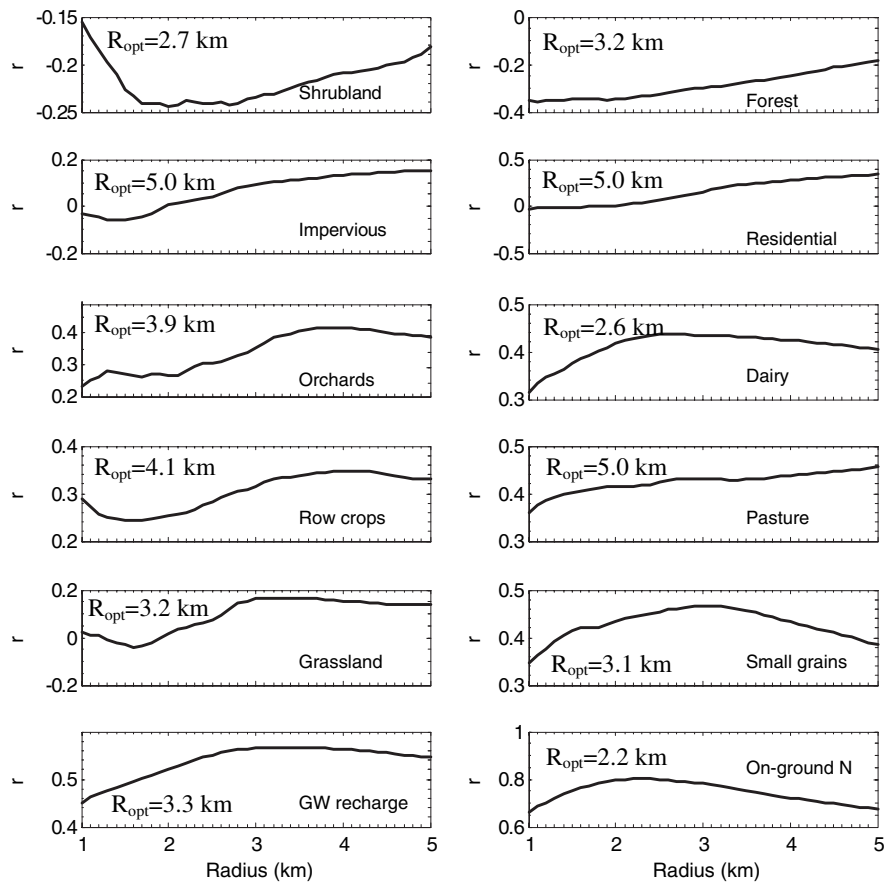 -0.15
-0.2
-0.25
r
R_opt=2.7 km
Shrubland
0
-0.2
-0.4
r
R_opt=3.2 km
Forest
0.2
0
-0.2
r
R_opt=5.0 km
Impervious
0.5
0
-0.5
r
R_opt=5.0 km
Residential
0.4
0.3
0.2
r
R_opt=3.9 km
Orchards
0.5
0.4
0.3
r
R_opt=2.6 km
Dairy
0.4
0.3
0.2
r
R_opt=4.1 km
Row crops
0.5
0.4
0.3
r
R_opt=5.0 km
Pasture
0.2
0
-0.2
r
R_opt=3.2 km
Grassland
0.5
0.4
0.3
r
R_opt=3.1 km
Small grains
0.5
0.4
r
R_opt=3.3 km
GW recharge
1 2 3 4 5
Radius (km)
1
0.8
0.6
r
R_opt=2.2 km
On-ground N
1 2 3 4 5
Radius (km)